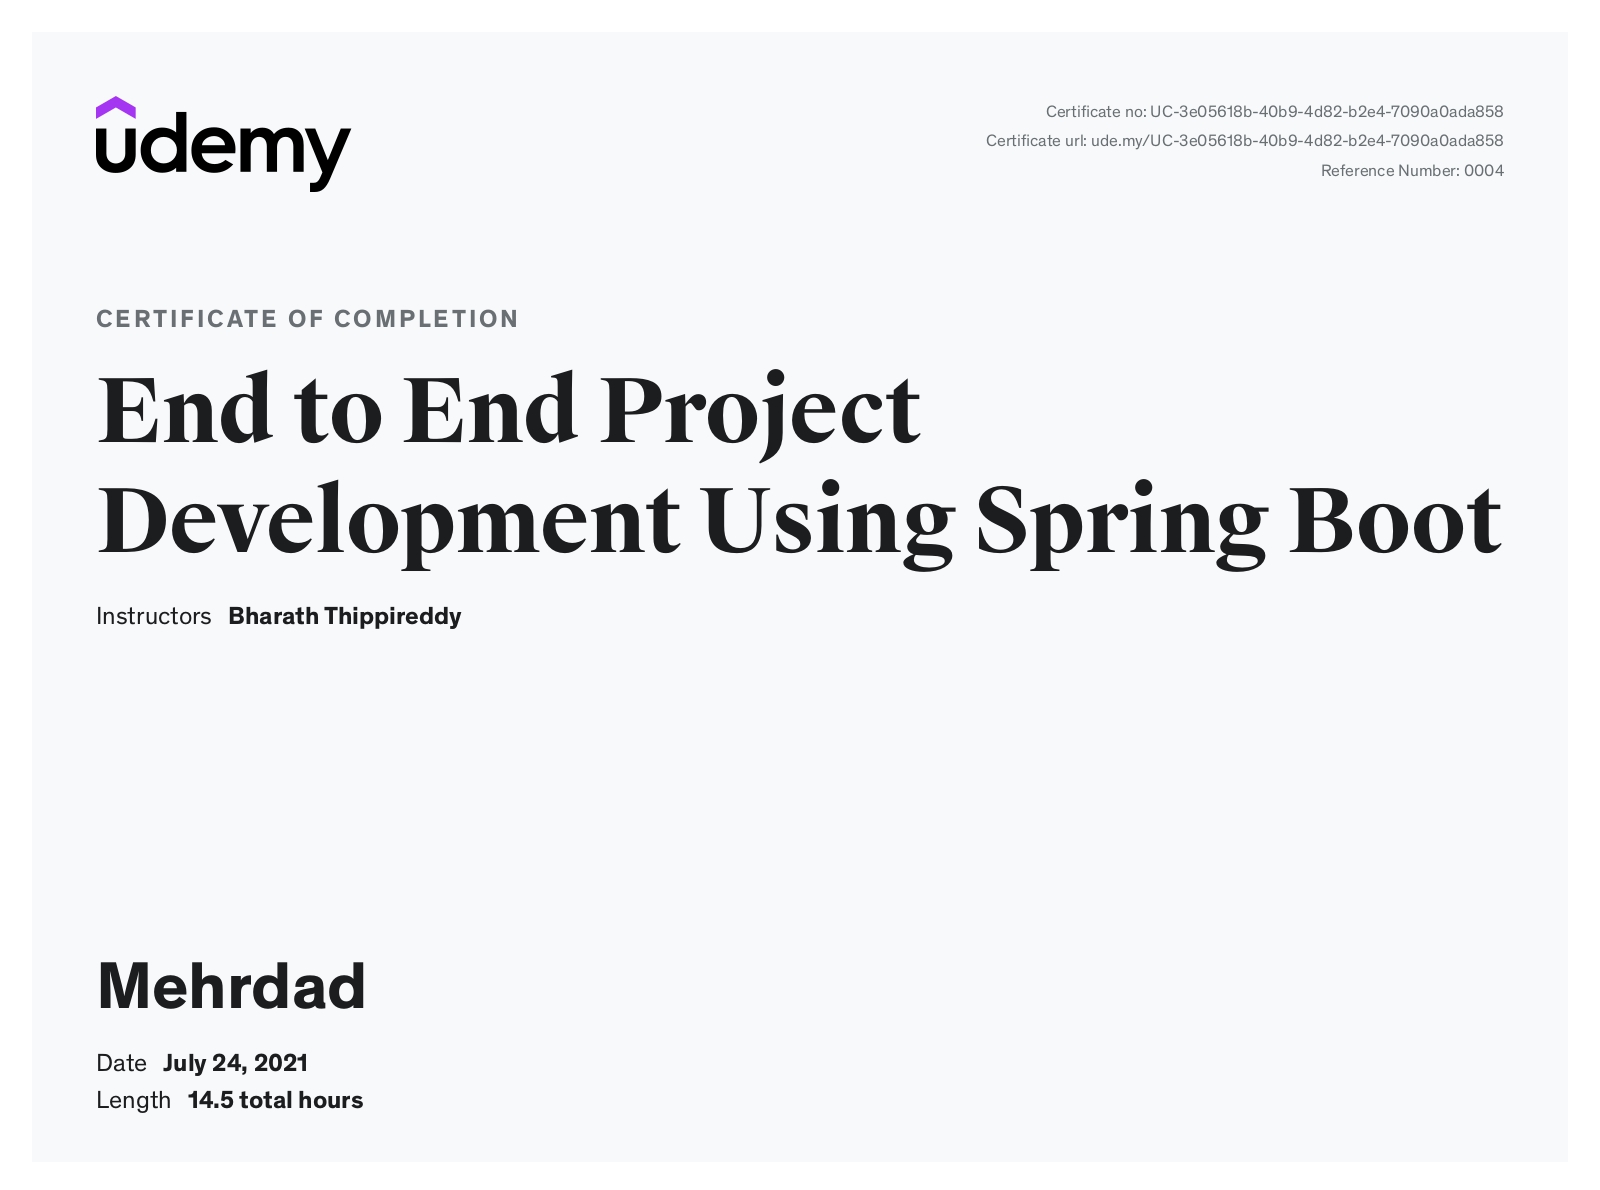 udemy
Certificate no: UC-3e05618b-40b9-4d82-b2e4-7090a0ada858
Certificate url: ude.my/UC-3e05618b-40b9-4d82-b2e4-7090a0ada858
Reference Number: 0004
CERTIFICATE OF COMPLETION
End to End Project
Development Using Spring Boot
Instructors Bharath Thippireddy
Mehrdad
Date July 24, 2021
Length 14.5 total hours